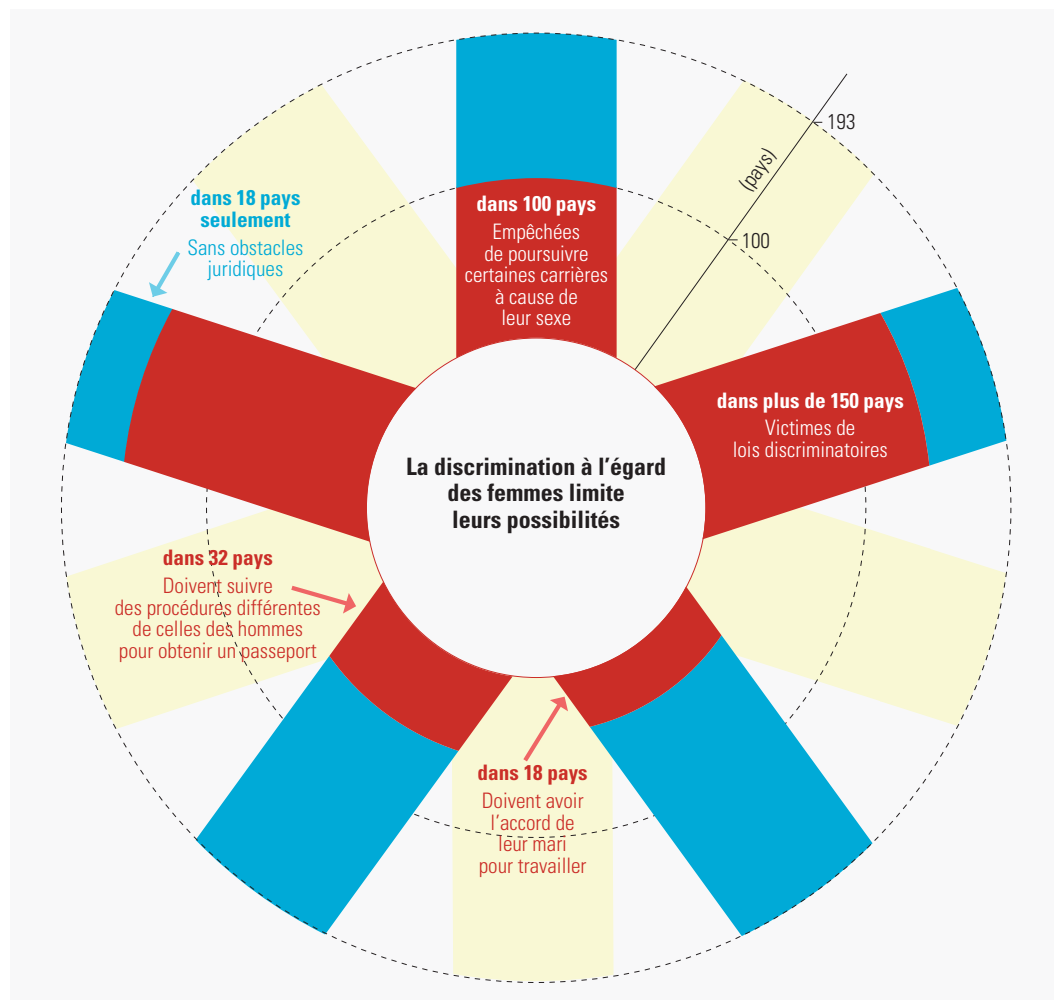 La discrimination à l’égard
des femmes limite
leurs possibilités
dans 100 pays
Empêchées
de poursuivre
certaines carrières
à cause de
leur sexe
193
(pays)
100
dans plus de 150 pays
Victimes de
lois discriminatoires
dans 18 pays
Doivent avoir
l’accord de
leur mari
pour travailler
dans 32 pays
Doivent suivre
des procédures différentes
de celles des hommes
pour obtenir un passeport
dans 18 pays
seulement
Sans obstacles
juridiques